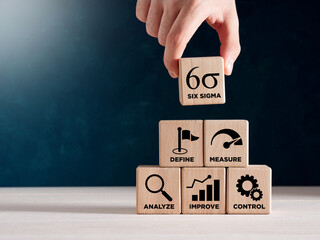 6σ
SIX SIGMA
DEFINE
MEASURE
ANALYZE
IMPROVE
CONTROL